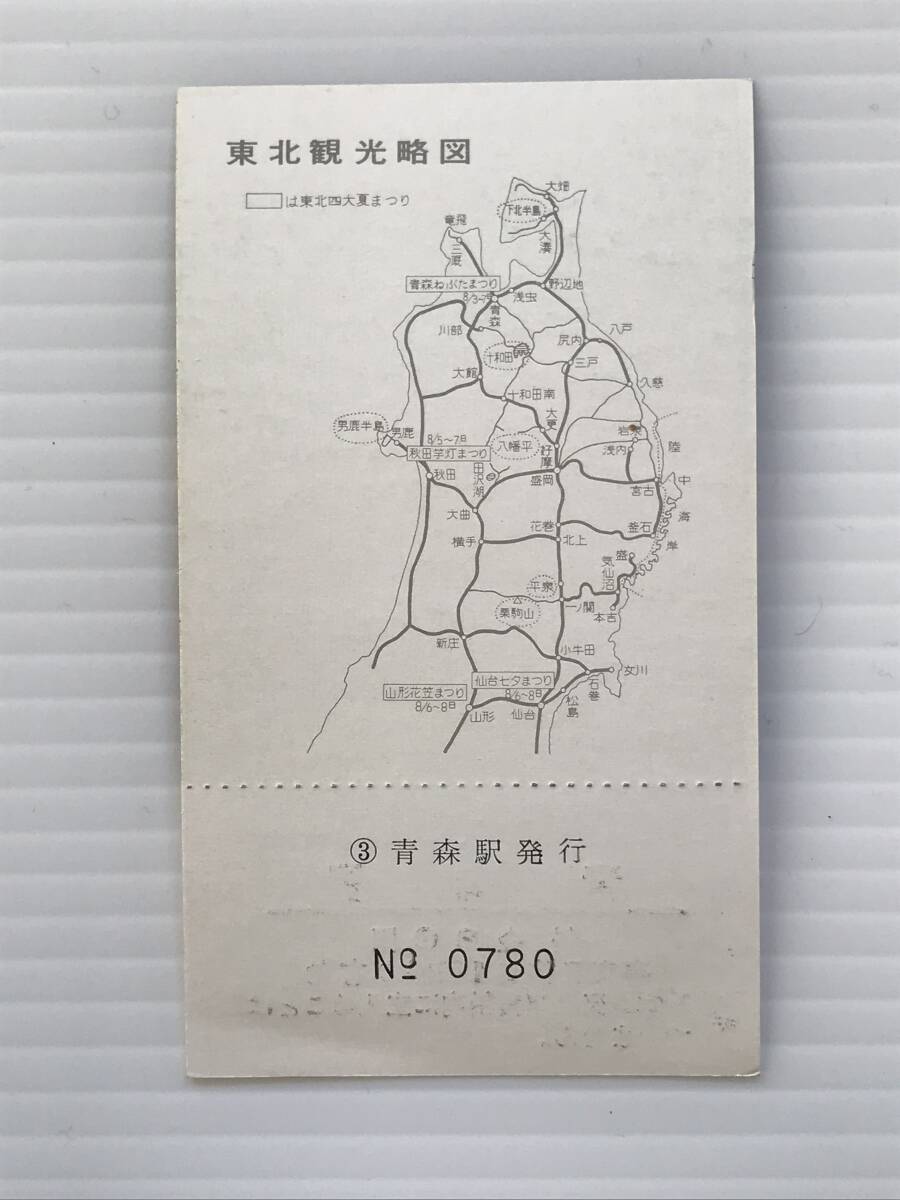 東北観光略図
は東北四大夏まつり
大畑
下北半島
大湊
竜飛
三厩
青森ねぶたまつり
8/3~7日
浅虫
野辺地
青森
川部
八戸
尻内
十和田
三戸
大館
久慈
十和田南
大更
男鹿半島
男鹿
8/5~7日
秋田竿灯まつり
八幡平
好摩
岩泉
浅内
陸中海岸
秋田
田沢湖
盛岡
宮古
大曲
花巻
釜石
横手
北上
盛
気仙沼
平泉
栗駒山
一ノ関
本吉
新庄
小牛田
女川
石巻
仙台七夕まつり
8/6~8日
山形花笠まつり
8/6~8日
松島
山形
仙台
③青森駅発行
No 0780